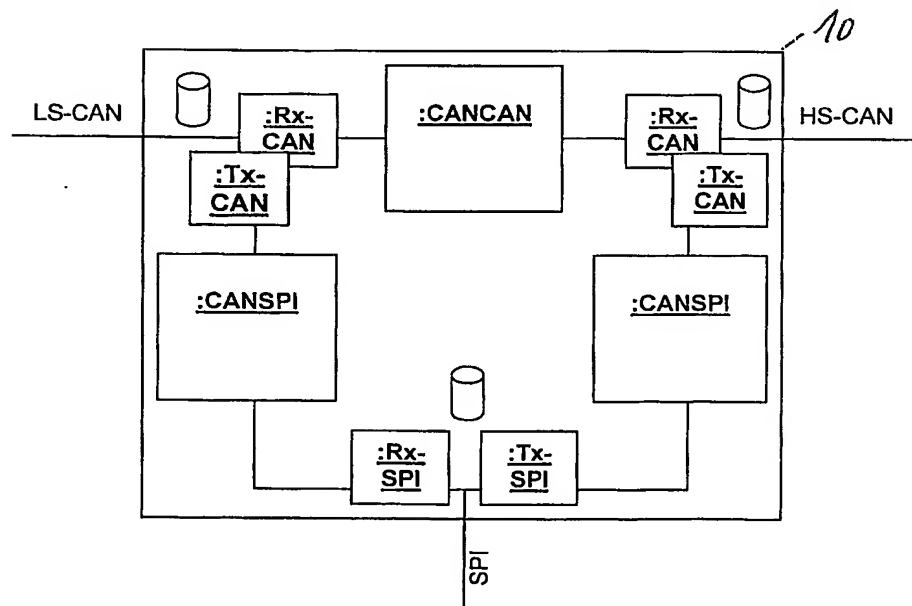 10
LS-CAN
:Rx-
CAN
:CANCAN
:Rx-
CAN
HS-CAN
:Tx-
CAN
:Tx-
CAN
:CANSPI
:CANSPI
:Rx-
SPI
:Tx-
SPI
SPI